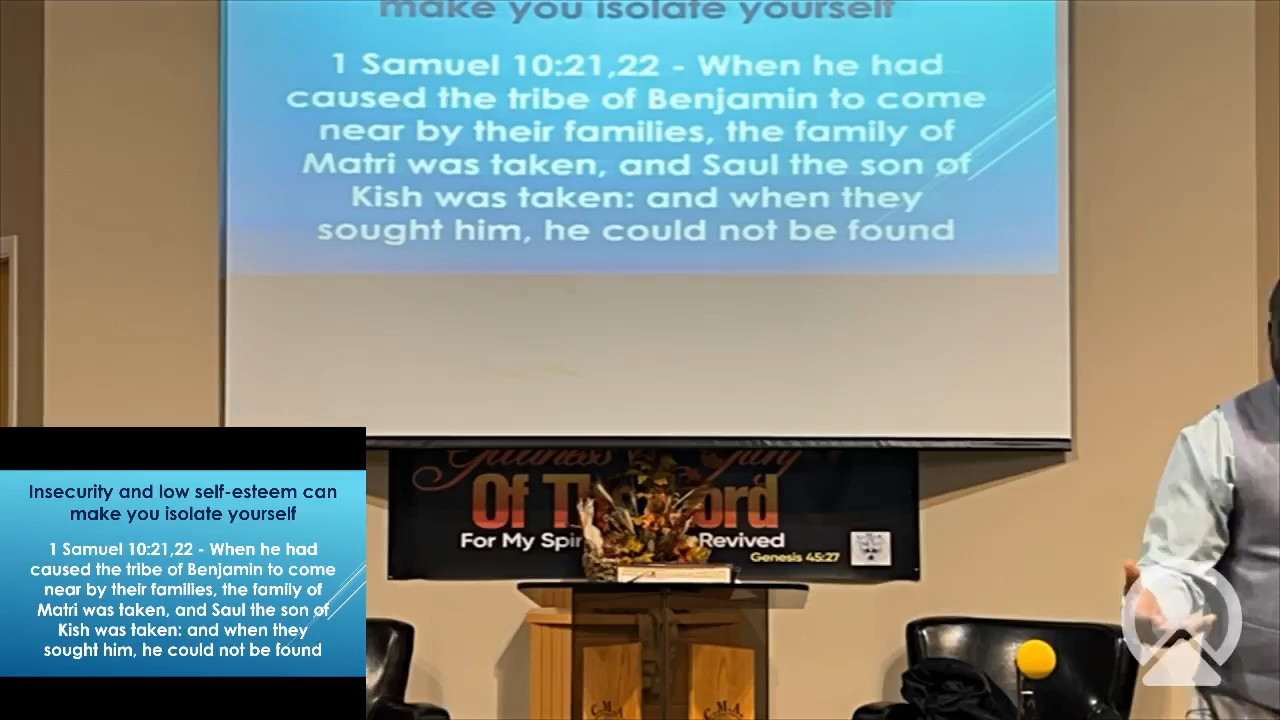 make you isolate yourself
1 Samuel 10:21,22 - When he had
caused the tribe of Benjamin to come
near by their families, the family of
Matri was taken, and Saul the son of
Kish was taken: and when they
sought him, he could not be found
Of The Lord
For My Spir Revived
Genesis 45:27
C.M.A. C.M.A.
Insecurity and low self-esteem can
make you isolate yourself
1 Samuel 10:21,22 - When he had
caused the tribe of Benjamin to come
near by their families, the family of
Matri was taken, and Saul the son of
Kish was taken: and when they
sought him, he could not be found